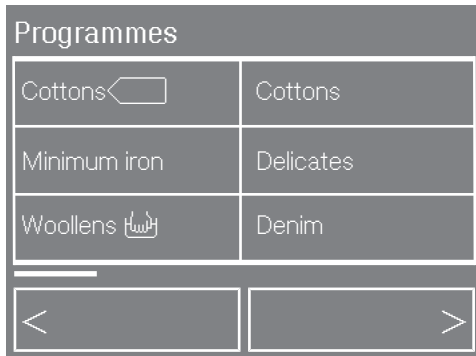 Programmes
Cottons Cottons
Minimum iron Delicates
Woollens Denim
< >